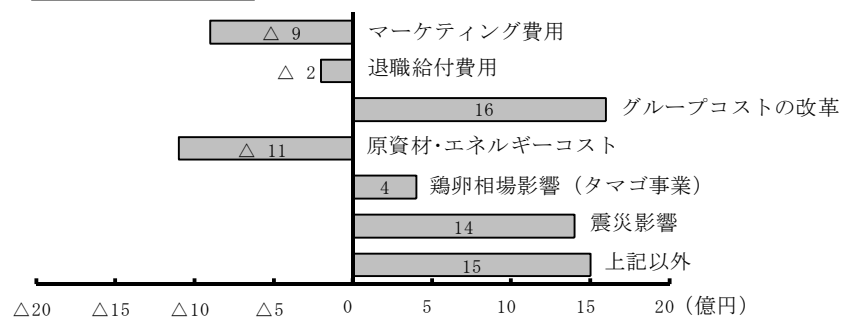 △ 9 マーケティング費用
△ 2 退職給付費用
16 グループコストの改革
△ 11 原資材・エネルギーコスト
4 鶏卵相場影響（タマゴ事業）
14 震災影響
15 上記以外
△20 △15 △10 △5 0 5 10 15 20（億円）